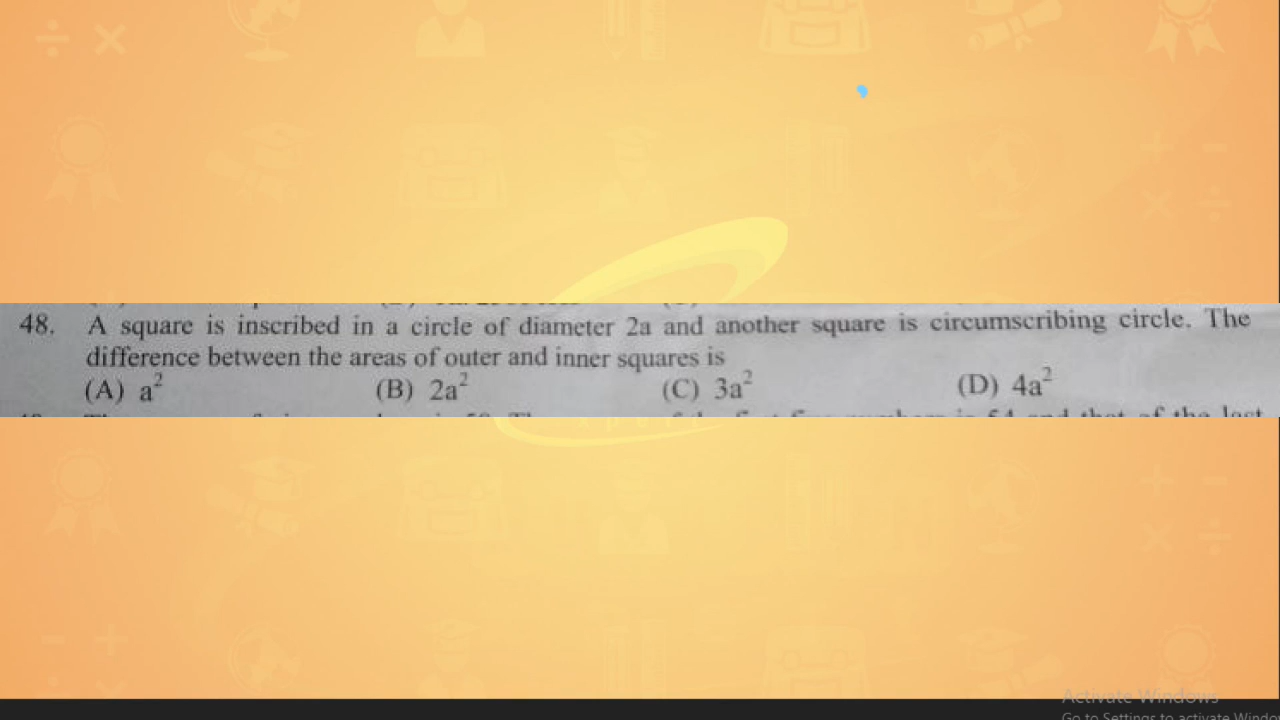 48. A square is inscribed in a circle of diameter 2a and another square is circumscribing circle. The
difference between the areas of outer and inner squares is
(A) a² (B) 2a² (C) 3a² (D) 4a²
Activate Windows
Go to Settings to activate Windo